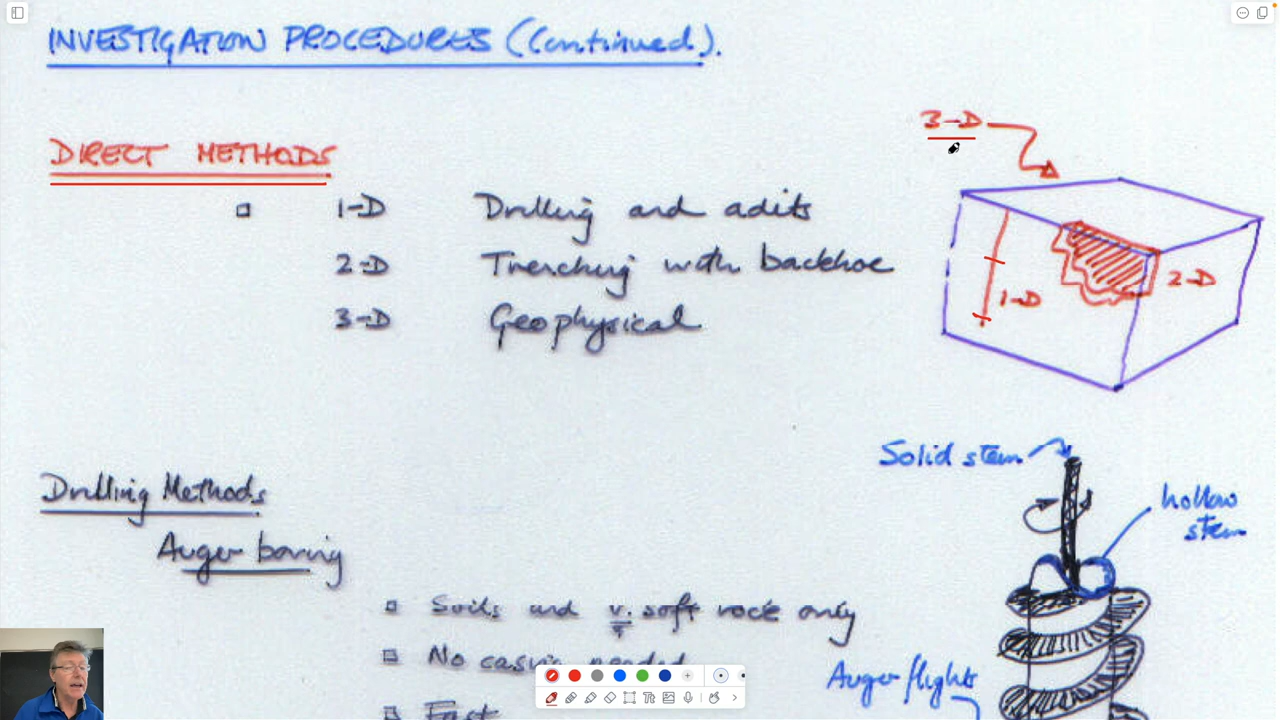 INVESTIGATION PROCEDURES (Continued).
DIRECT METHODS
1-D Drilling and adits
2-D Trenching with backhoe
3-D Geophysical
3-D
1-D
2-D
Drilling Methods
Auger boring
Soils and v. soft rock only
No casing needed
Fast
Solid stem
hollow
stem
Auger flights